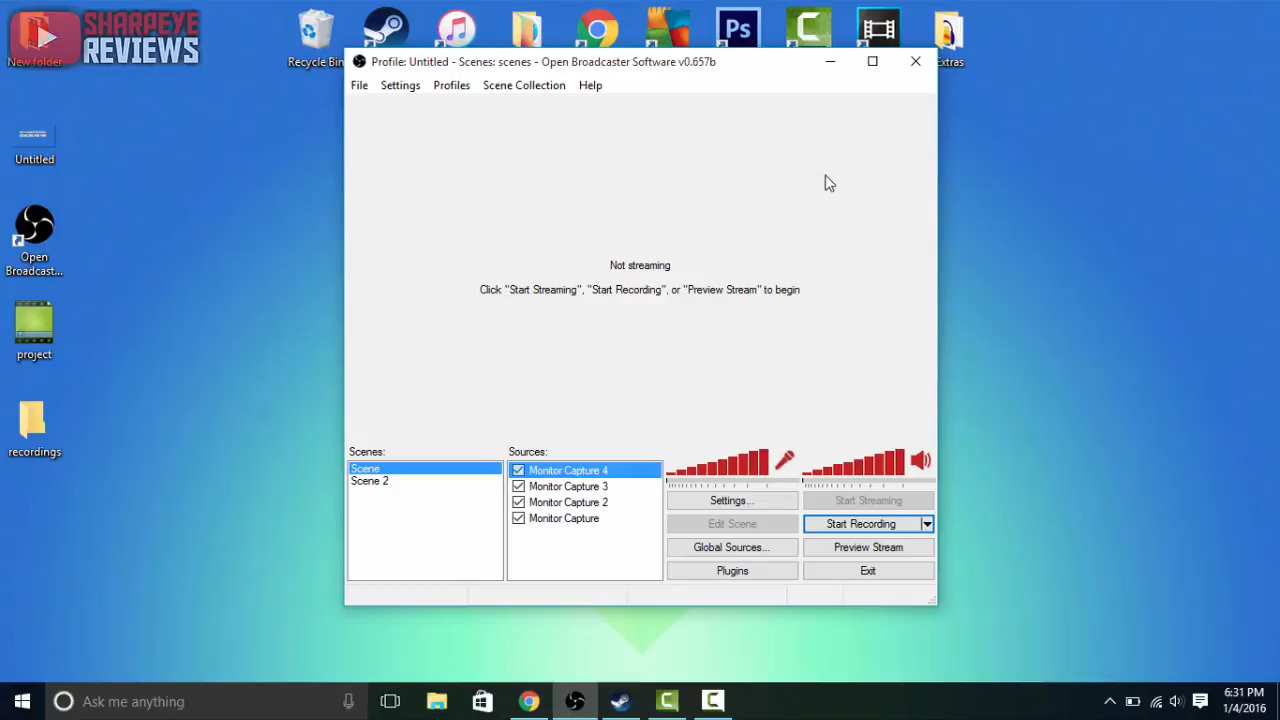 SHARPEYE
REVIEWS
New folder
Recycle Bin
Ps
Extras
Untitled
Open
Broadcast...
project
recordings
Profile: Untitled - Scenes: scenes - Open Broadcaster Software v0.657b
File Settings Profiles Scene Collection Help
Not streaming
Click "Start Streaming", "Start Recording", or "Preview Stream" to begin
Scenes:
Scene
Scene 2
Sources:
Monitor Capture 4
Monitor Capture 3
Monitor Capture 2
Monitor Capture
Settings...
Start Streaming
Edit Scene
Start Recording
Global Sources...
Preview Stream
Plugins
Exit
Ask me anything
6:31 PM
1/4/2016